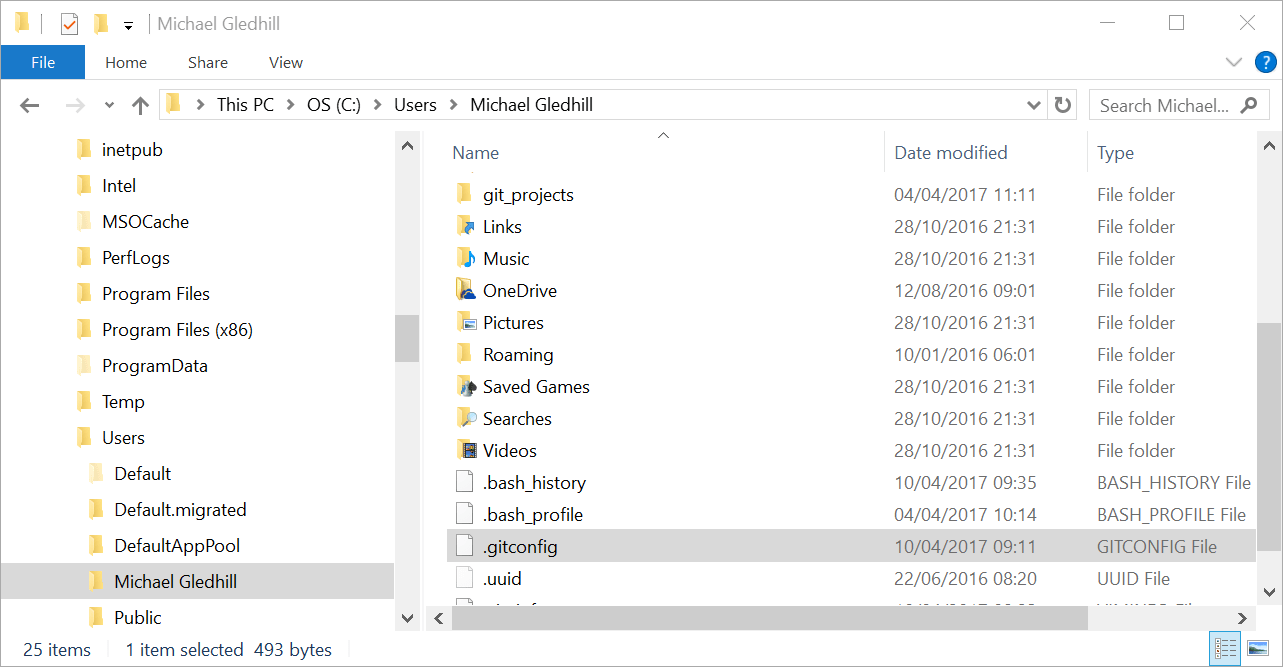 Michael Gledhill
File Home Share View ?
This PC OS (C:) Users Michael Gledhill Search Michael...
inetpub
Intel
MSOCache
PerfLogs
Program Files
Program Files (x86)
ProgramData
Temp
Users
Default
Default.migrated
DefaultAppPool
Michael Gledhill
Public
Name Date modified Type
git_projects 04/04/2017 11:11 File folder
Links 28/10/2016 21:31 File folder
Music 28/10/2016 21:31 File folder
OneDrive 12/08/2016 09:01 File folder
Pictures 28/10/2016 21:31 File folder
Roaming 10/01/2016 06:01 File folder
Saved Games 28/10/2016 21:31 File folder
Searches 28/10/2016 21:31 File folder
Videos 28/10/2016 21:31 File folder
.bash_history 10/04/2017 09:35 BASH_HISTORY File
.bash_profile 04/04/2017 10:14 BASH_PROFILE File
.gitconfig 10/04/2017 09:11 GITCONFIG File
.uuid 22/06/2016 08:20 UUID File
25 items 1 item selected 493 bytes